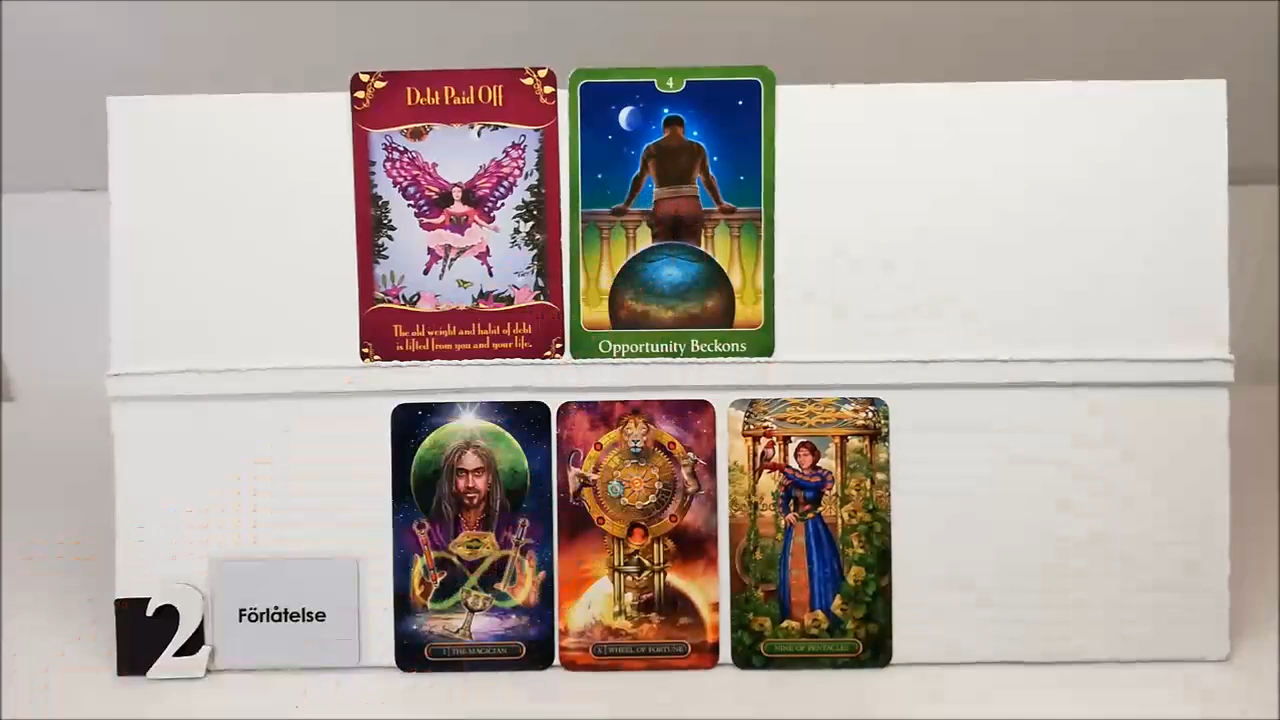 Debt Paid Off
The old weight and habit of debt
is lifted from you and your life.
4
Opportunity Beckons
2
Förlåtelse
I THE MAGICIAN
X WHEEL OF FORTUNE
NINE OF PENTACLES